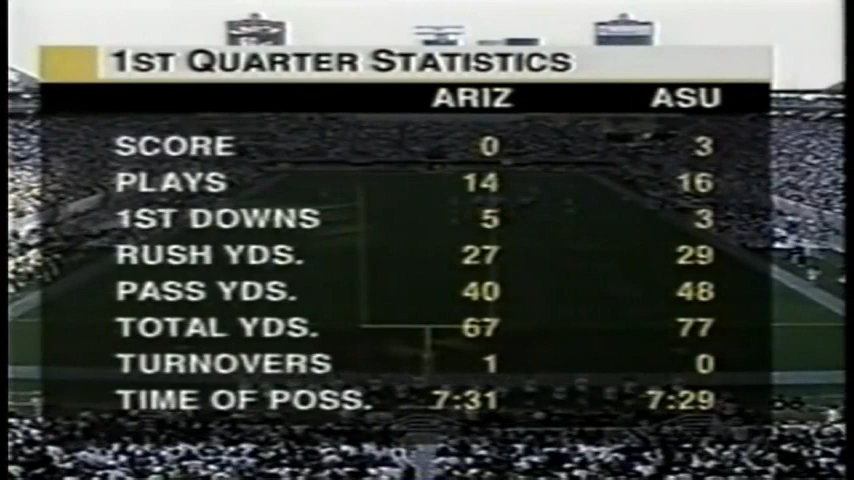 1ST QUARTER STATISTICS
ARIZ ASU
SCORE 0 3
PLAYS 14 16
1ST DOWNS 5 3
RUSH YDS. 27 29
PASS YDS. 40 48
TOTAL YDS. 67 77
TURNOVERS 1 0
TIME OF POSS. 7:31 7:29